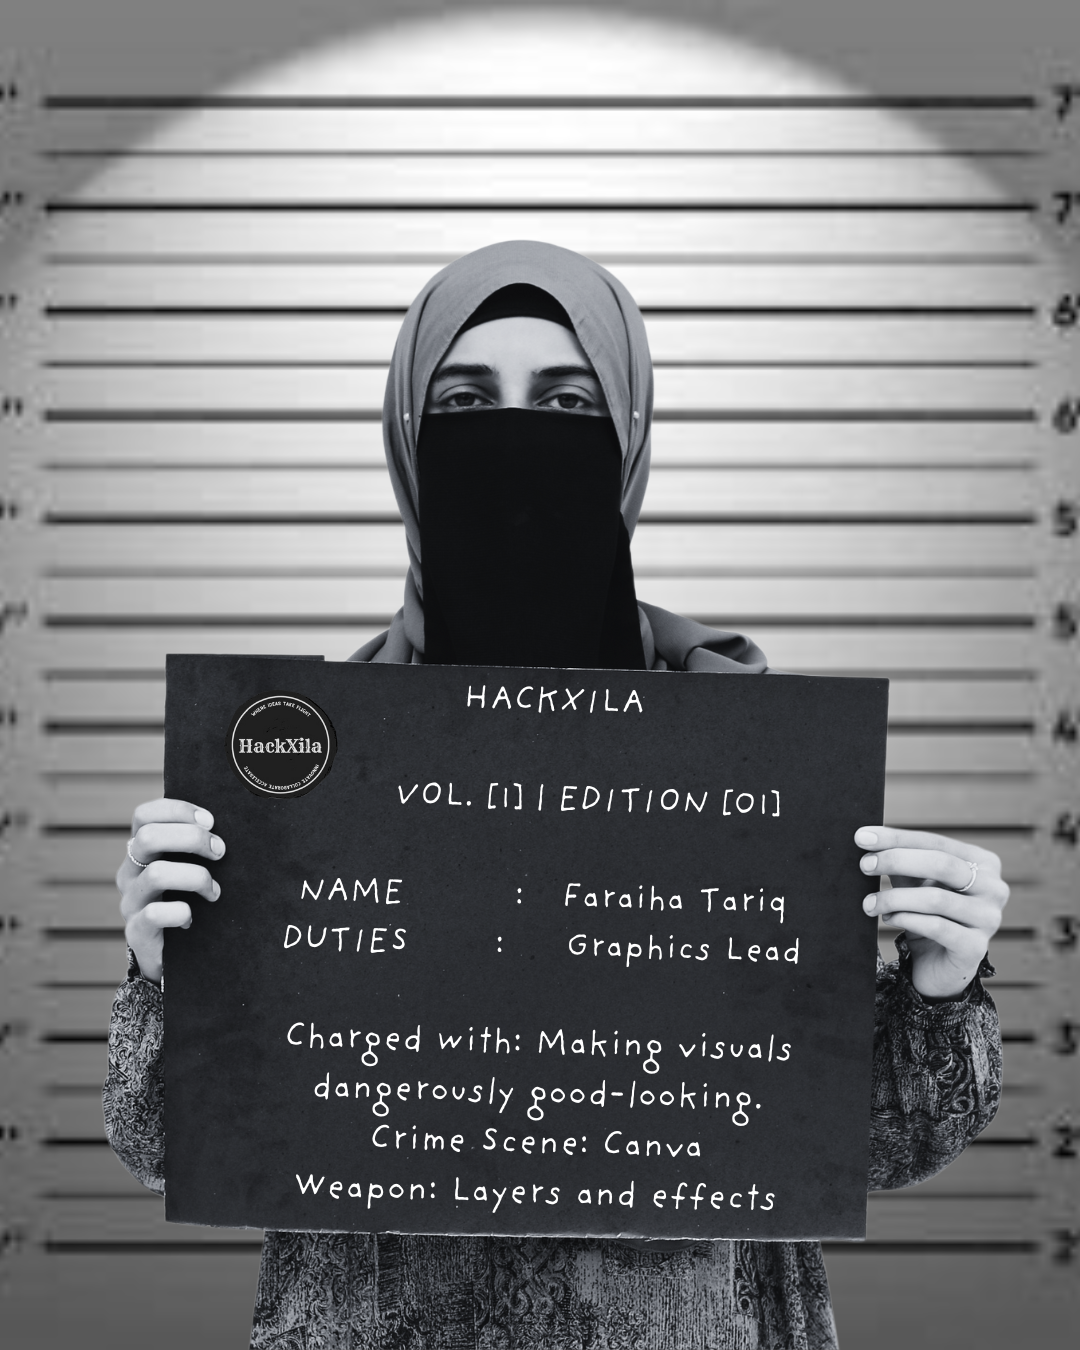 HACKXILA
WHERE IDEAS TAKE FLIGHT
HackXila
INNOVATE COLLABORATE ACCELERATE
VOL. [1] | EDITION [01]
NAME : Faraiha Tariq
DUTIES : Graphics Lead
Charged with: Making visuals
dangerously good-looking.
Crime Scene: Canva
Weapon: Layers and effects